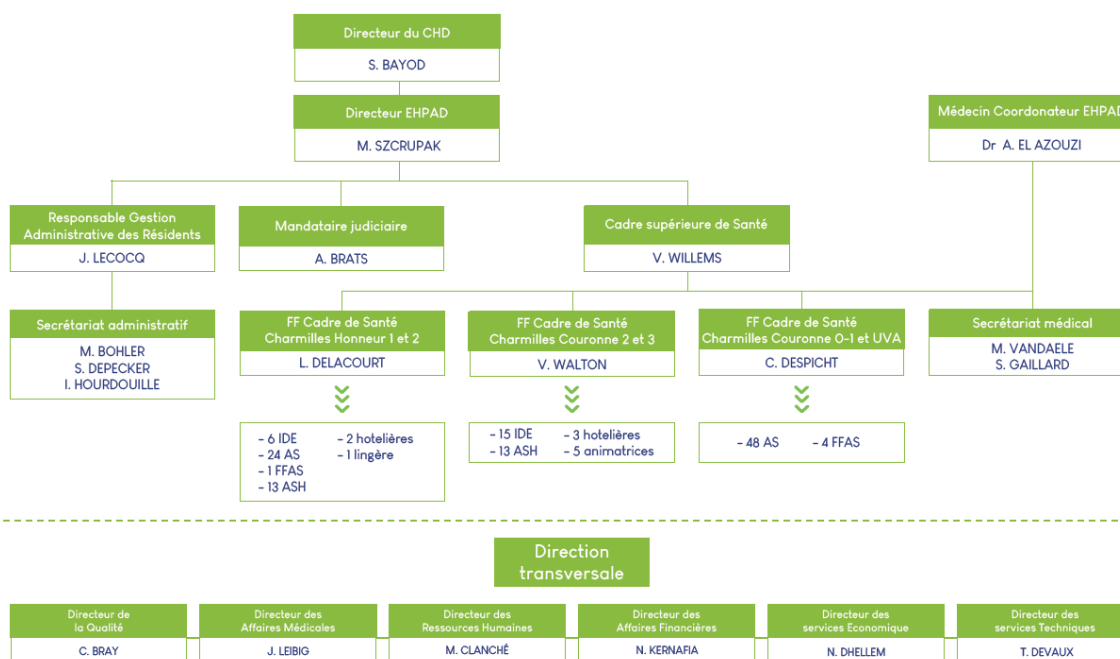 Directeur du CHD
S. BAYOD
Directeur EHPAD
M. SZCRUPAK
Médecin Coordonateur EHPAD
Dr A. EL AZOUZI
Responsable Gestion
Administrative des Résidents
J. LECOCQ
Mandataire judiciaire
A. BRATS
Cadre supérieure de Santé
V. WILLEMS
Secrétariat administratif
M. BOHLER
S. DEPECKER
I. HOURDOUILLE
FF Cadre de Santé
Charmilles Honneur 1 et 2
L. DELACOURT
FF Cadre de Santé
Charmilles Couronne 2 et 3
V. WALTON
FF Cadre de Santé
Charmilles Couronne 0-1 et UVA
C. DESPICHT
Secrétariat médical
M. VANDAELE
S. GAILLARD
- 6 IDE
- 24 AS
- 1 FFAS
- 13 ASH
- 2 hotelières
- 1 lingère
- 15 IDE
- 13 ASH
- 3 hotelières
- 5 animatrices
- 48 AS
- 4 FFAS
Direction
transversale
Directeur de
la Qualité
C. BRAY
Directeur des
Affaires Médicales
J. LEIBIG
Directeur des
Ressources Humaines
M. CLANCHÉ
Directeur des
Affaires Financières
N. KERNAFIA
Directeur des
services Economique
N. DHELLEM
Directeur des
services Techniques
T. DEVAUX